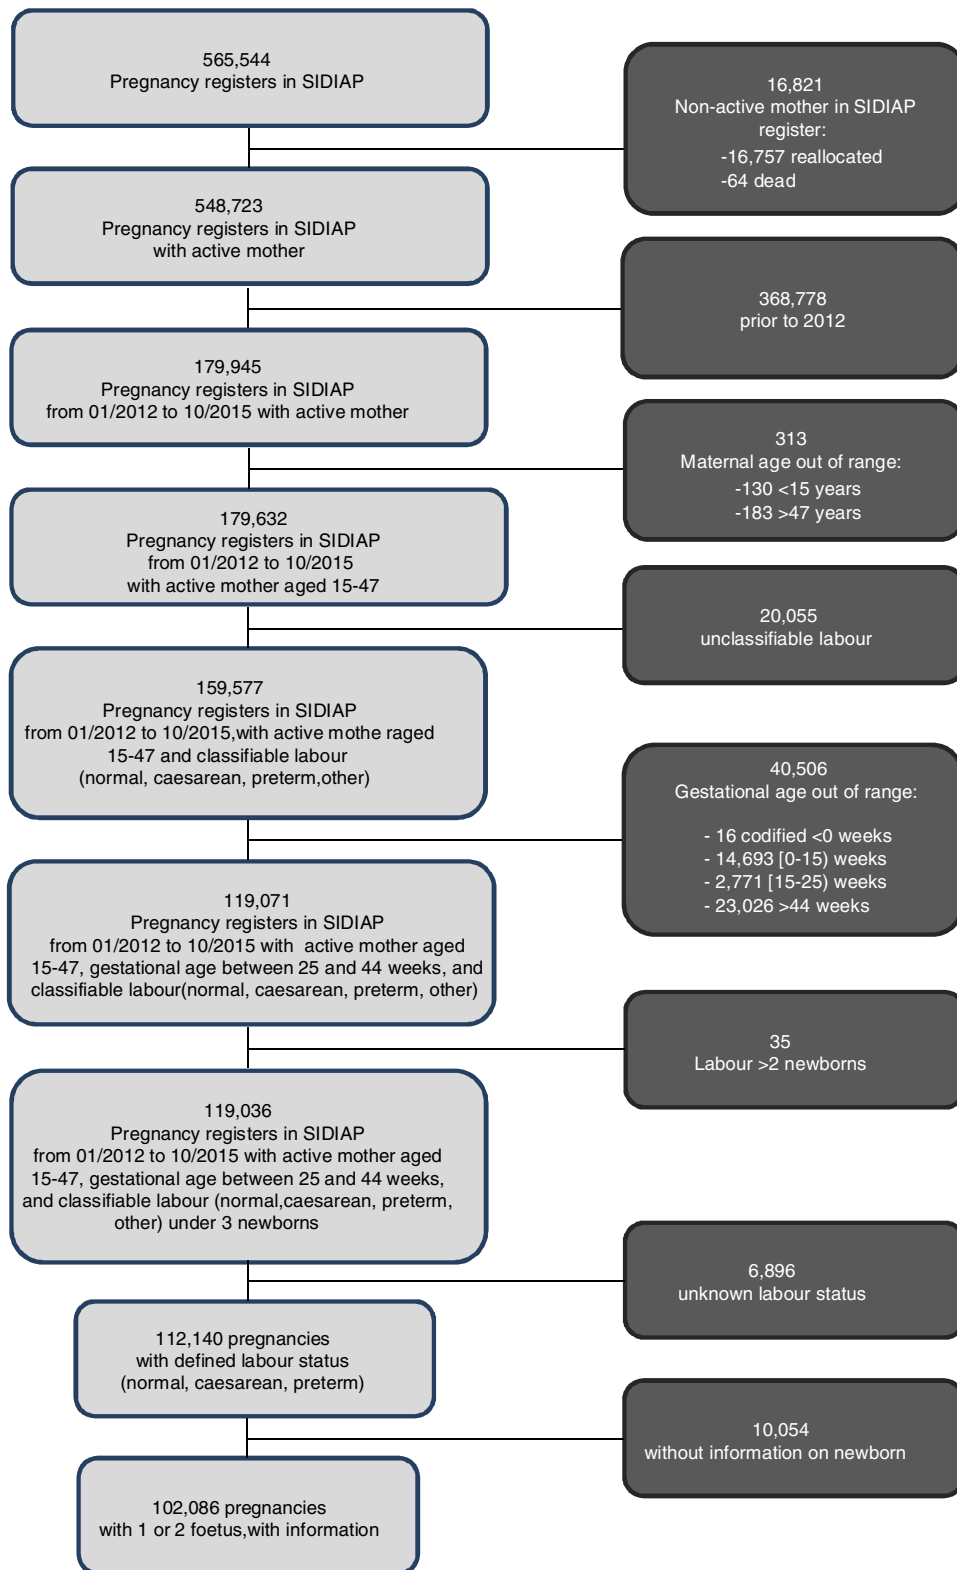 565,544
Pregnancy registers in SIDIAP
16,821
Non-active mother in SIDIAP
register:
-16,757 reallocated
-64 dead
548,723
Pregnancy registers in SIDIAP
with active mother
368,778
prior to 2012
179,945
Pregnancy registers in SIDIAP
from 01/2012 to 10/2015 with active mother
313
Maternal age out of range:
-130 <15 years
-183 >47 years
179,632
Pregnancy registers in SIDIAP
from 01/2012 to 10/2015
with active mother aged 15-47
20,055
unclassifiable labour
159,577
Pregnancy registers in SIDIAP
from 01/2012 to 10/2015,with active mothe raged
15-47 and classifiable labour
(normal, caesarean, preterm,other)
40,506
Gestational age out of range:
- 16 codified <0 weeks
- 14,693 [0-15) weeks
- 2,771 [15-25) weeks
- 23,026 >44 weeks
119,071
Pregnancy registers in SIDIAP
from 01/2012 to 10/2015 with active mother aged
15-47, gestational age between 25 and 44 weeks, and
classifiable labour(normal, caesarean, preterm, other)
35
Labour >2 newborns
119,036
Pregnancy registers in SIDIAP
from 01/2012 to 10/2015 with active mother aged
15-47, gestational age between 25 and 44 weeks,
and classifiable labour (normal,caesarean, preterm,
other) under 3 newborns
6,896
unknown labour status
112,140 pregnancies
with defined labour status
(normal, caesarean, preterm)
10,054
without information on newborn
102,086 pregnancies
with 1 or 2 foetus,with information